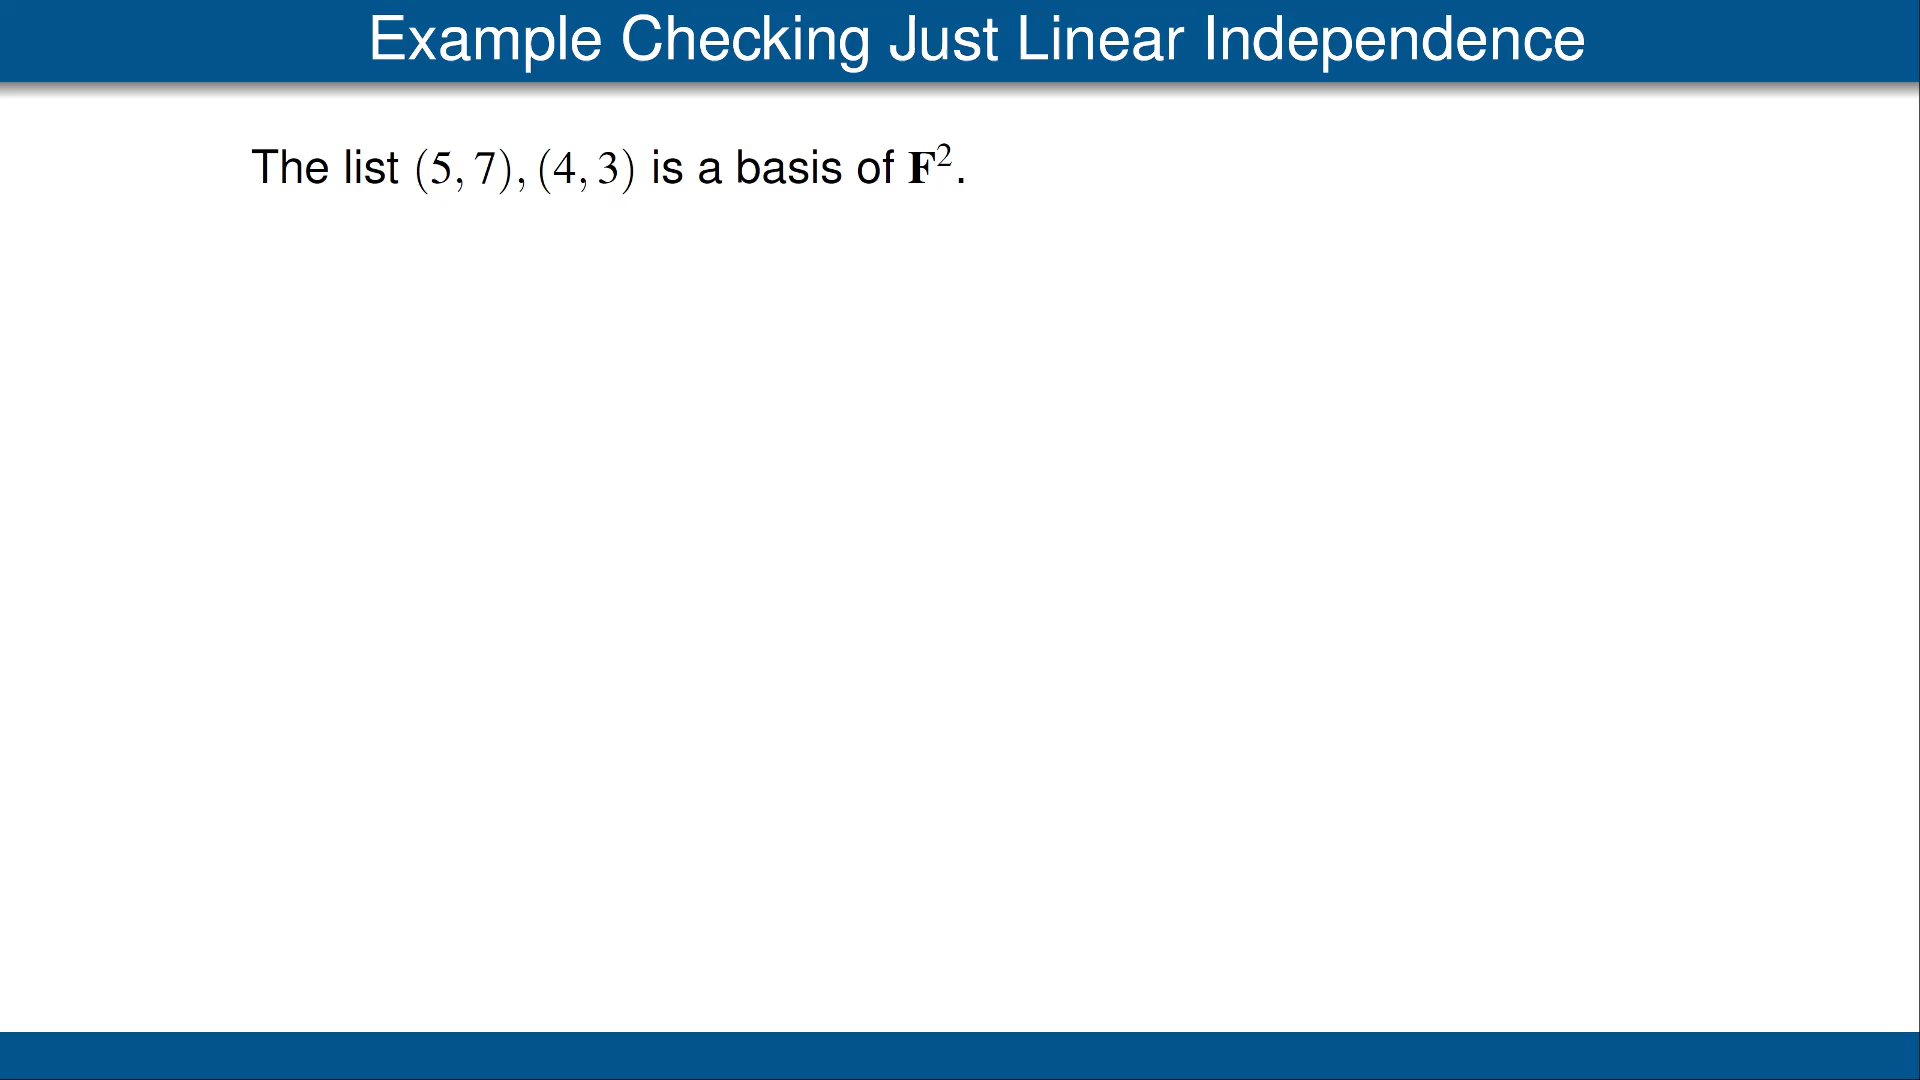 Example Checking Just Linear Independence
The list (5, 7), (4, 3) is a basis of F².